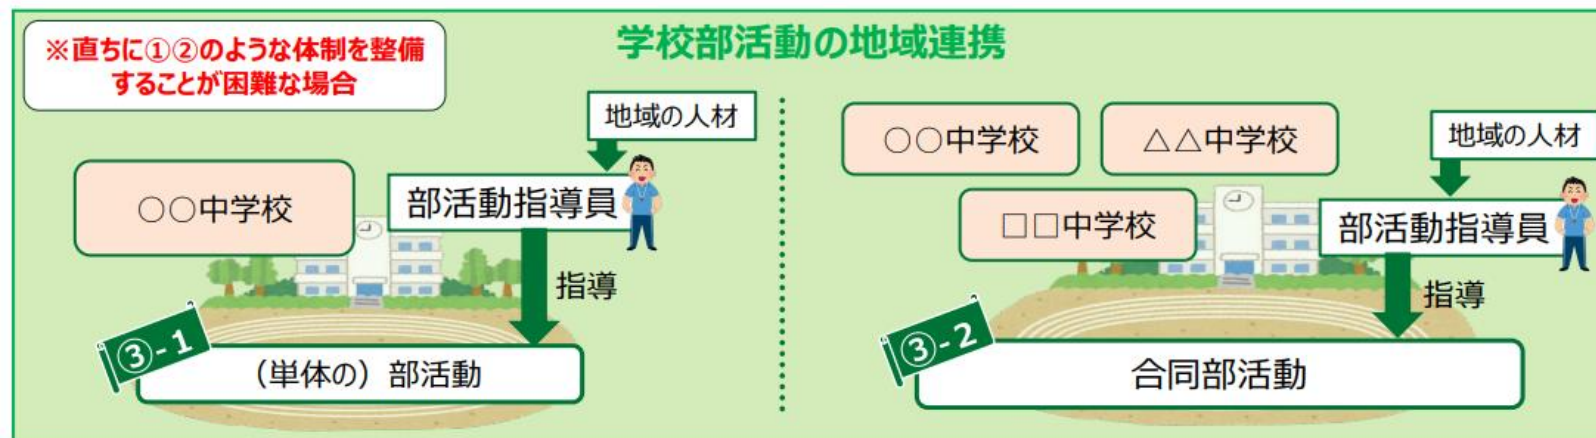 ※直ちに①②のような体制を整備
することが困難な場合
学校部活動の地域連携
地域の人材
○○中学校
部活動指導員
指導
③-1
（単体の）部活動
○○中学校
△△中学校
地域の人材
□□中学校
部活動指導員
指導
③-2
合同部活動